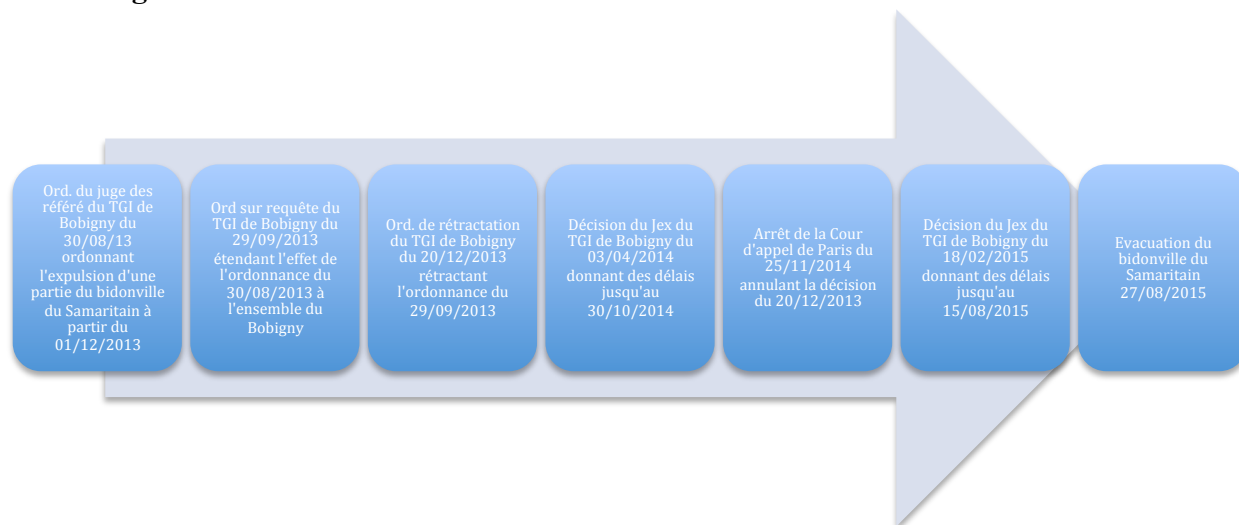 Ord. du juge des
référé du TGI de
Bobigny du
30/08/13
ordonnant
l'expulsion d'une
partie du bidonville
du Samaritain à
partir du
01/12/2013
Ord sur requête du
TGI de Bobigny du
29/09/2013
étendant l'effet de
l'ordonnance du
30/08/2013 à
l'ensemble du
Bobigny
Ord. de rétractation
du TGI de Bobigny
du 20/12/2013
rétractant
l'ordonnance du
29/09/2013
Décision du Jex du
TGI de Bobigny du
03/04/2014
donnant des délais
jusqu'au
30/10/2014
Arrêt de la Cour
d'appel de Paris du
25/11/2014
annulant la décision
du 20/12/2013
Décision du Jex du
TGI de Bobigny du
18/02/2015
donnant des délais
jusqu'au
15/08/2015
Evacuation du
bidonville du
Samaritain
27/08/2015